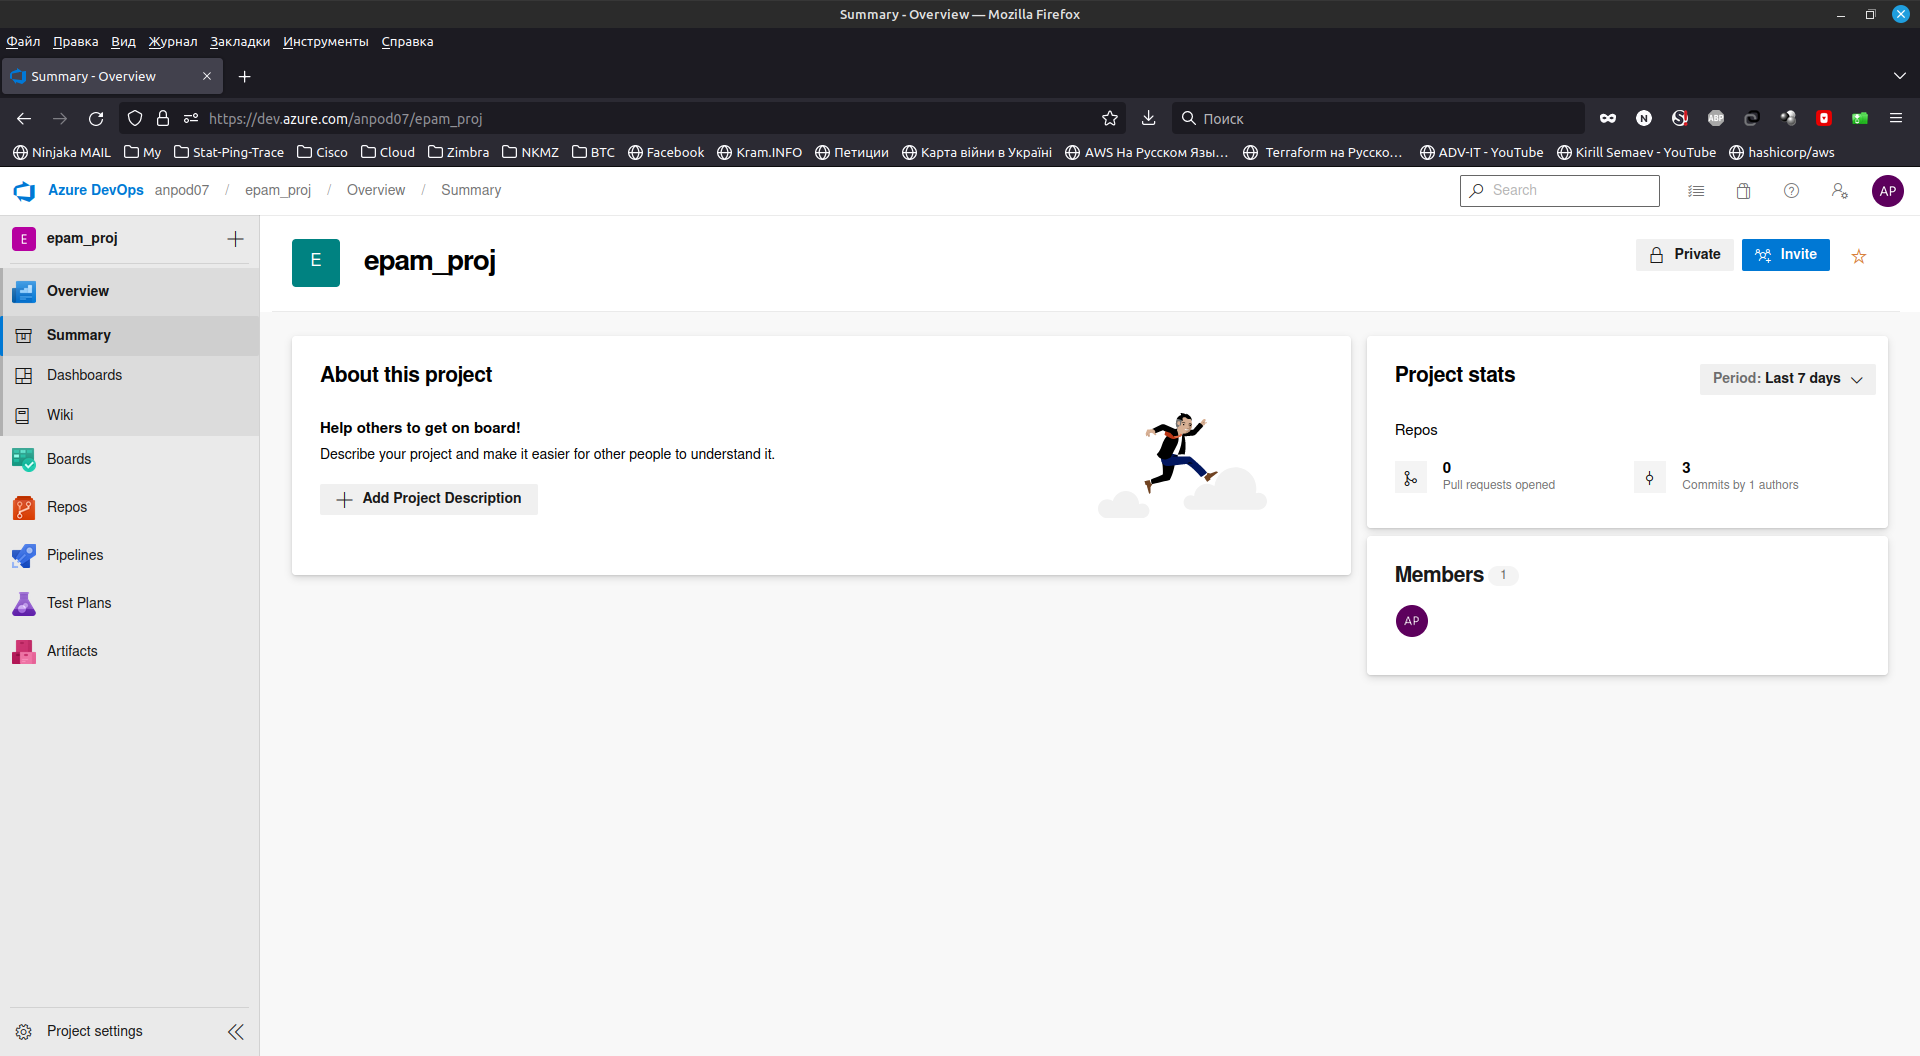 Summary - Overview — Mozilla Firefox
Файл Правка Вид Журнал Закладки Инструменты Справка
Summary - Overview
https://dev.azure.com/anpod07/epam_proj
Поиск
N S ABP
Ninjaka MAIL My Stat-Ping-Trace Cisco Cloud Zimbra NKMZ BTC Facebook Kram.INFO Петиции Карта війни в Україні AWS На Русском Язы… Terraform на Русско… ADV-IT - YouTube Kirill Semaev - YouTube hashicorp/aws
Azure DevOps anpod07 / epam_proj / Overview / Summary
Search
AP
E epam_proj
Overview
Summary
Dashboards
Wiki
Boards
Repos
Pipelines
Test Plans
Artifacts
Project settings
E epam_proj
Private Invite
About this project
Help others to get on board!
Describe your project and make it easier for other people to understand it.
Add Project Description
Project stats
Period: Last 7 days
Repos
0
Pull requests opened
3
Commits by 1 authors
Members 1
AP